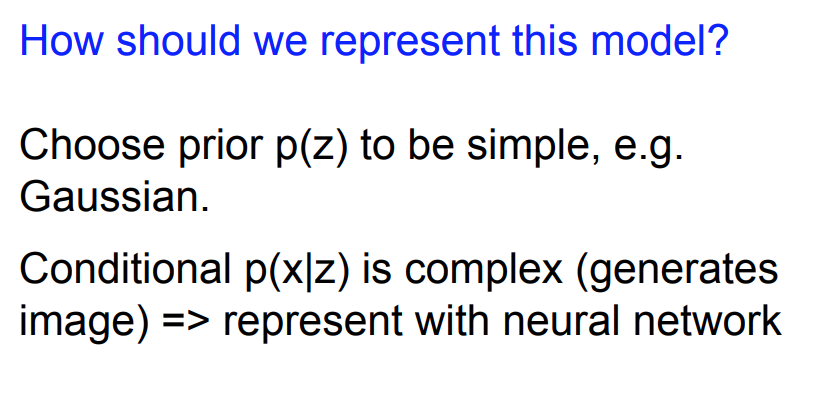 How should we represent this model?
Choose prior p(z) to be simple, e.g.
Gaussian.
Conditional p(x|z) is complex (generates
image) => represent with neural network